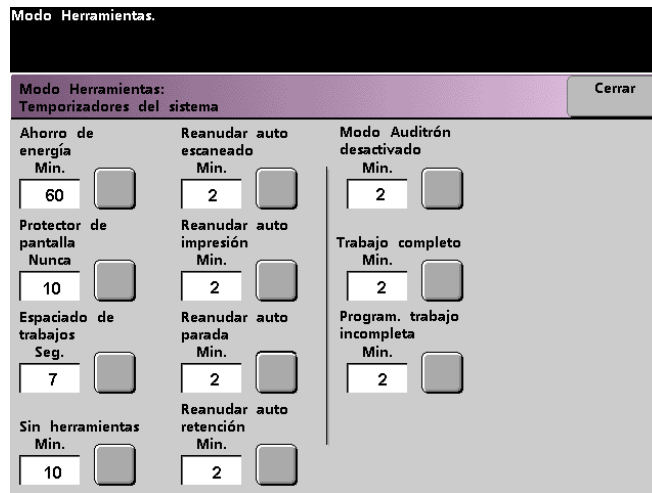 Modo Herramientas.
Modo Herramientas:
Temporizadores del sistema
Cerrar
Ahorro de
energía
Min.
60
Protector de
pantalla
Nunca
10
Espaciado de
trabajos
Seg.
7
Sin herramientas
Min.
10
Reanudar auto
escaneado
Min.
2
Reanudar auto
impresión
Min.
2
Reanudar auto
parada
Min.
2
Reanudar auto
retención
Min.
2
Modo Auditrón
desactivado
Min.
2
Trabajo completo
Min.
2
Program. trabajo
incompleta
Min.
2